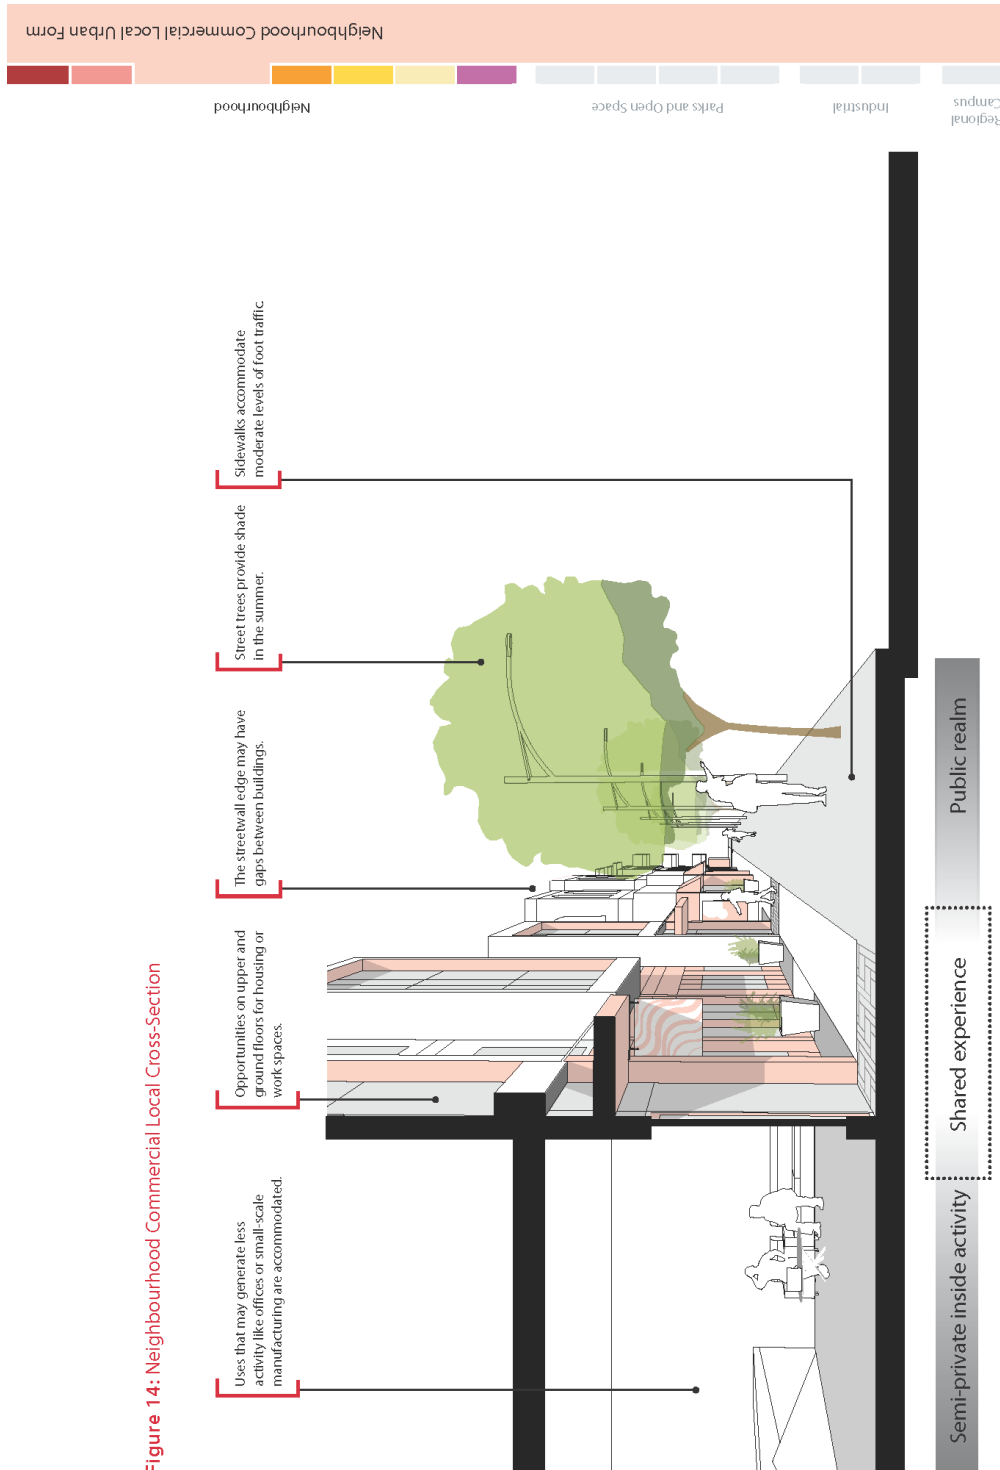 Neighbourhood Commercial Local Urban Form
Neighbourhood
Parks and Open Space
Industrial
Regional
Campus
Figure 14: Neighbourhood Commercial Local Cross-Section
Uses that may generate less
activity like offices or small-scale
manufacturing are accommodated.
Opportunities on upper and
ground floors for housing or
work spaces.
The streetwall edge may have
gaps between buildings.
Street trees provide shade
in the summer.
Sidewalks accommodate
moderate levels of foot traffic.
Semi-private inside activity
Shared experience
Public realm